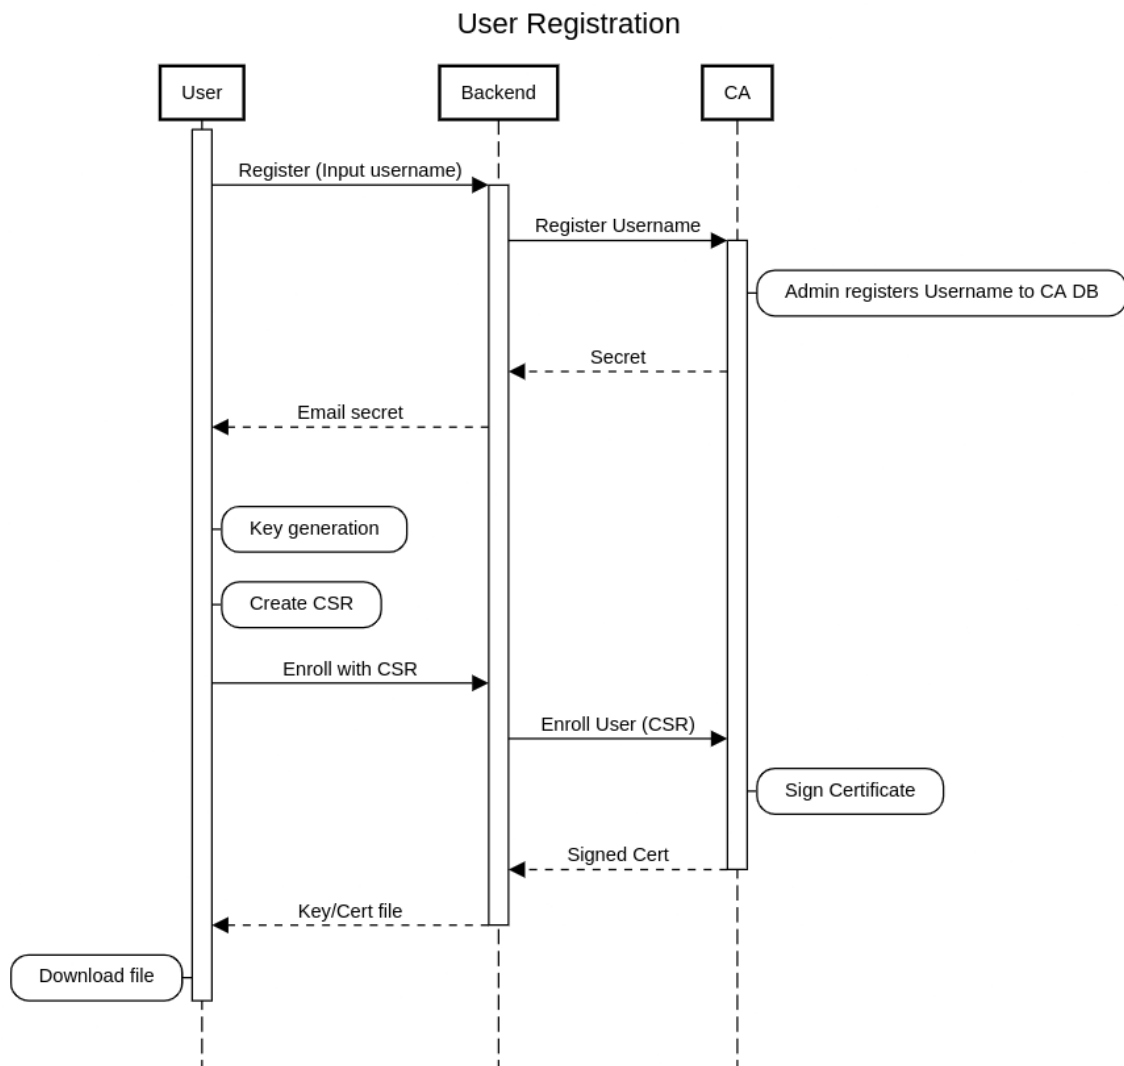 User Registration
User
Backend
CA
Register (Input username)
Register Username
Admin registers Username to CA DB
Secret
Email secret
Key generation
Create CSR
Enroll with CSR
Enroll User (CSR)
Sign Certificate
Signed Cert
Key/Cert file
Download file